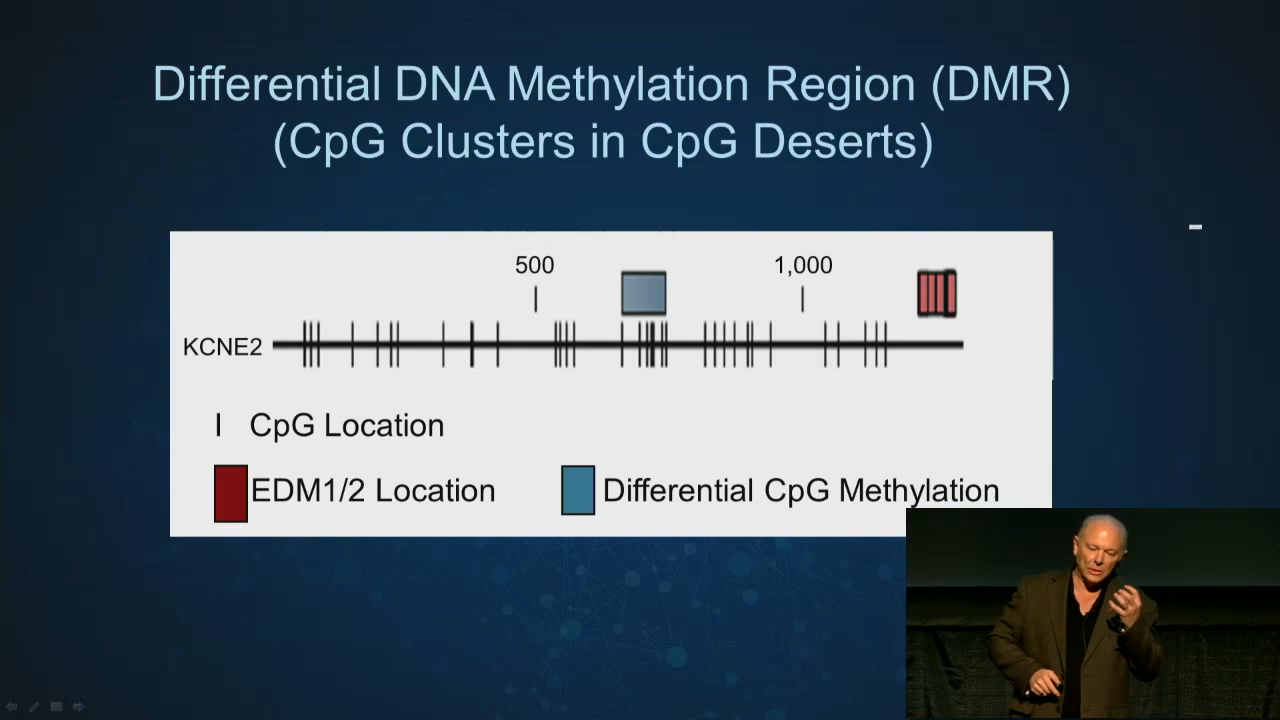 Differential DNA Methylation Region (DMR)
(CpG Clusters in CpG Deserts)
500 1,000
KCNE2
I CpG Location
EDM1/2 Location Differential CpG Methylation